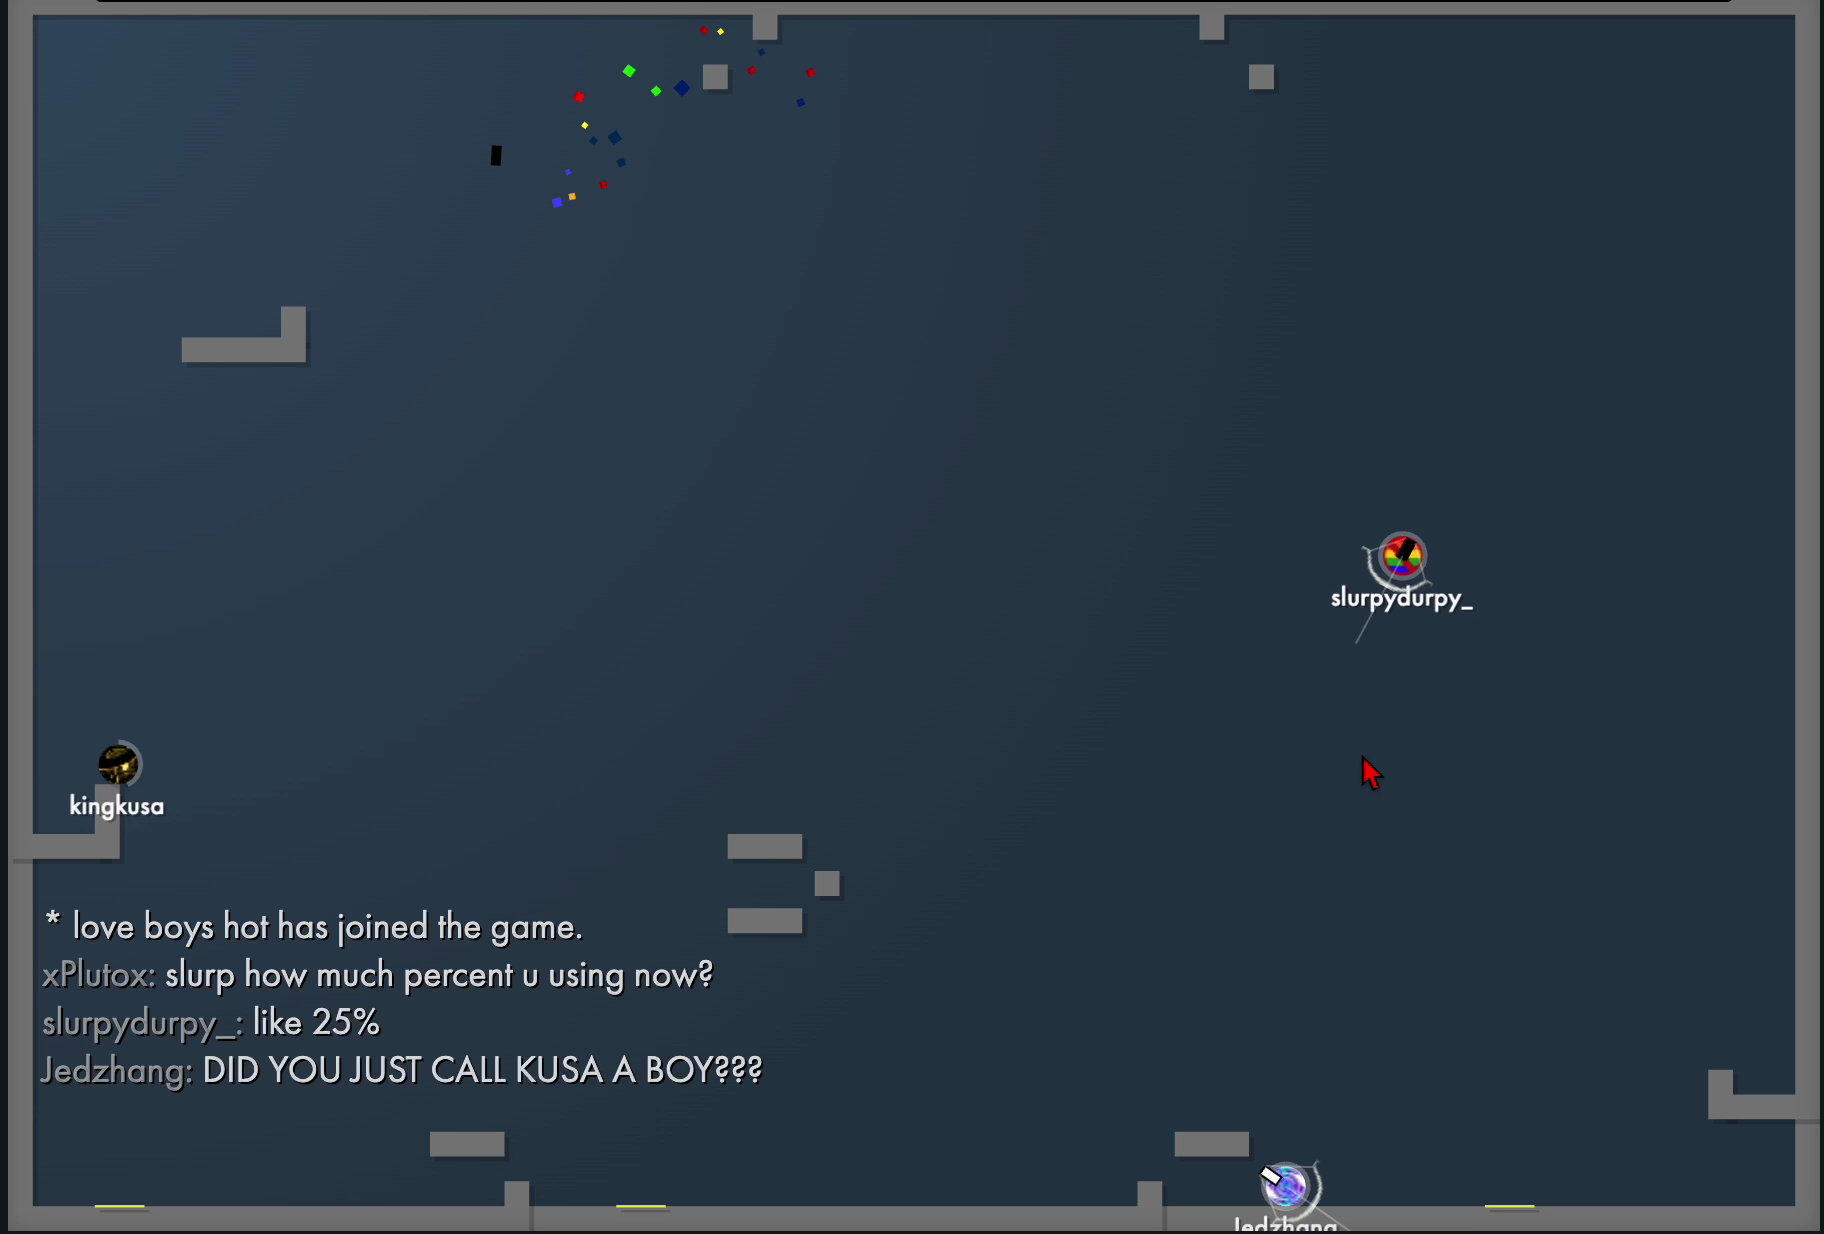 slurpydurpy_
kingkusa
* love boys hot has joined the game.
xPlutox: slurp how much percent u using now?
slurpydurpy_: like 25%
Jedzhang: DID YOU JUST CALL KUSA A BOY???
Jedzhang